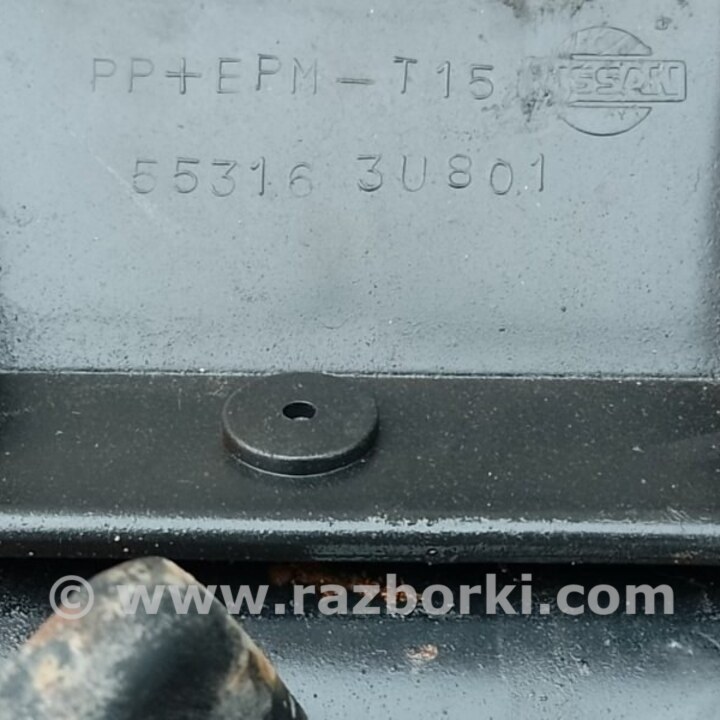 PP+EPM-T15
NISSAN
55316 3U801
© www.razborki.com